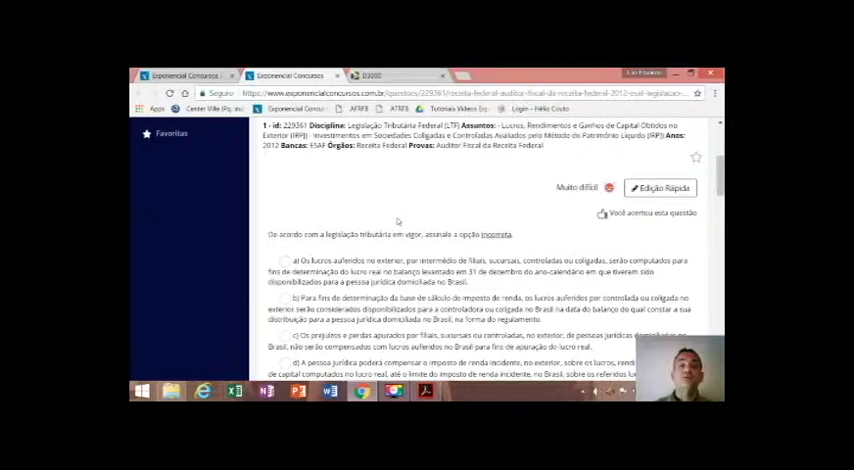 Exponencial Concursos
Exponencial Concursos
D3000
Luiz Eduardo
Seguro
https://www.exponencialconcursos.com.br/questoes/229361/receita-federal-auditor-fiscal-da-receita-federal-2012-esaf-legislacao-
Apps
Center Ville (Pq. Ini
Exponencial Concur
AFRFB
ATRFB
Tutoriais Videos Exp
Login - Hélio Couto
Favoritas
1 - id: 229361 Disciplina: Legislação Tributária Federal (LTF) Assuntos: - Lucros, Rendimentos e Ganhos de Capital Obtidos no
Exterior (IRPJ) - Investimentos em Sociedades Coligadas e Controladas Avaliados pelo Método do Patrimônio Líquido (IRPJ) Anos:
2012 Bancas: ESAF Órgãos: Receita Federal Provas: Auditor Fiscal da Receita Federal
Muito difícil
Edição Rápida
Você acertou esta questão
De acordo com a legislação tributária em vigor, assinale a opção incorreta.
a) Os lucros auferidos no exterior, por intermédio de filiais, sucursais, controladas ou coligadas, serão computados para
fins de determinação do lucro real no balanço levantado em 31 de dezembro do ano-calendário em que tiverem sido
disponibilizados para a pessoa jurídica domiciliada no Brasil.
b) Para fins de determinação da base de cálculo do imposto de renda, os lucros auferidos por controlada ou coligada no
exterior serão considerados disponibilizados para a controladora ou coligada no Brasil na data do balanço do qual constar a sua
distribuição para a pessoa jurídica domiciliada no Brasil, na forma do regulamento.
c) Os prejuízos e perdas apurados por filiais, sucursais ou controladas, no exterior, de pessoas jurídicas domiciliadas no
Brasil, não serão compensados com lucros auferidos no Brasil para fins de apuração do lucro real.
d) A pessoa jurídica poderá compensar o imposto de renda incidente, no exterior, sobre os lucros,
de capital computados no lucro real, até o limite do imposto de renda incidente, no Brasil, sobre os referidos